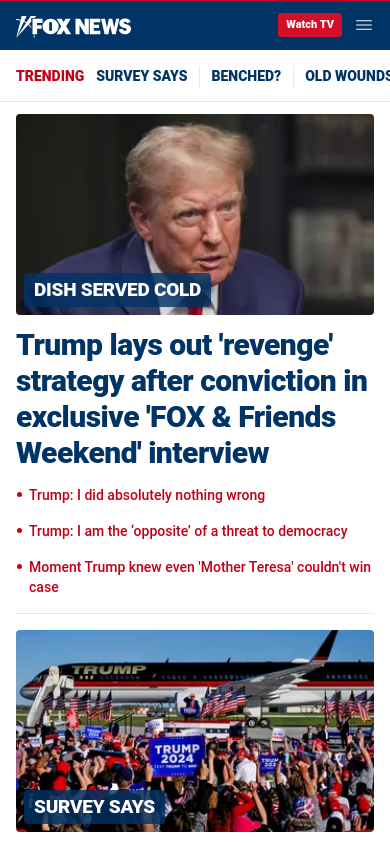 FOX NEWS
Watch TV
TRENDING SURVEY SAYS BENCHED? OLD WOUNDS
DISH SERVED COLD
Trump lays out 'revenge'
strategy after conviction in
exclusive 'FOX & Friends
Weekend' interview
Trump: I did absolutely nothing wrong
Trump: I am the ‘opposite’ of a threat to democracy
Moment Trump knew even 'Mother Teresa' couldn't win
case
TRUMP
TRUMP
2024
SURVEY SAYS